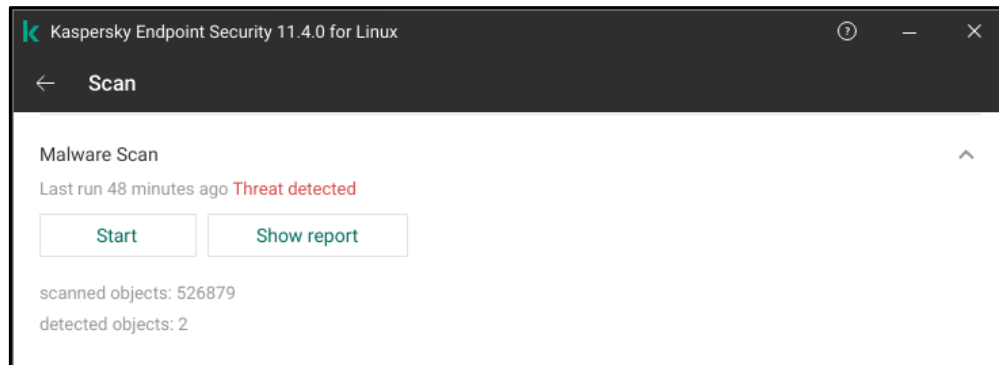 Kaspersky Endpoint Security 11.4.0 for Linux
Scan
Malware Scan
Last run 48 minutes ago Threat detected
Start Show report
scanned objects: 526879
detected objects: 2